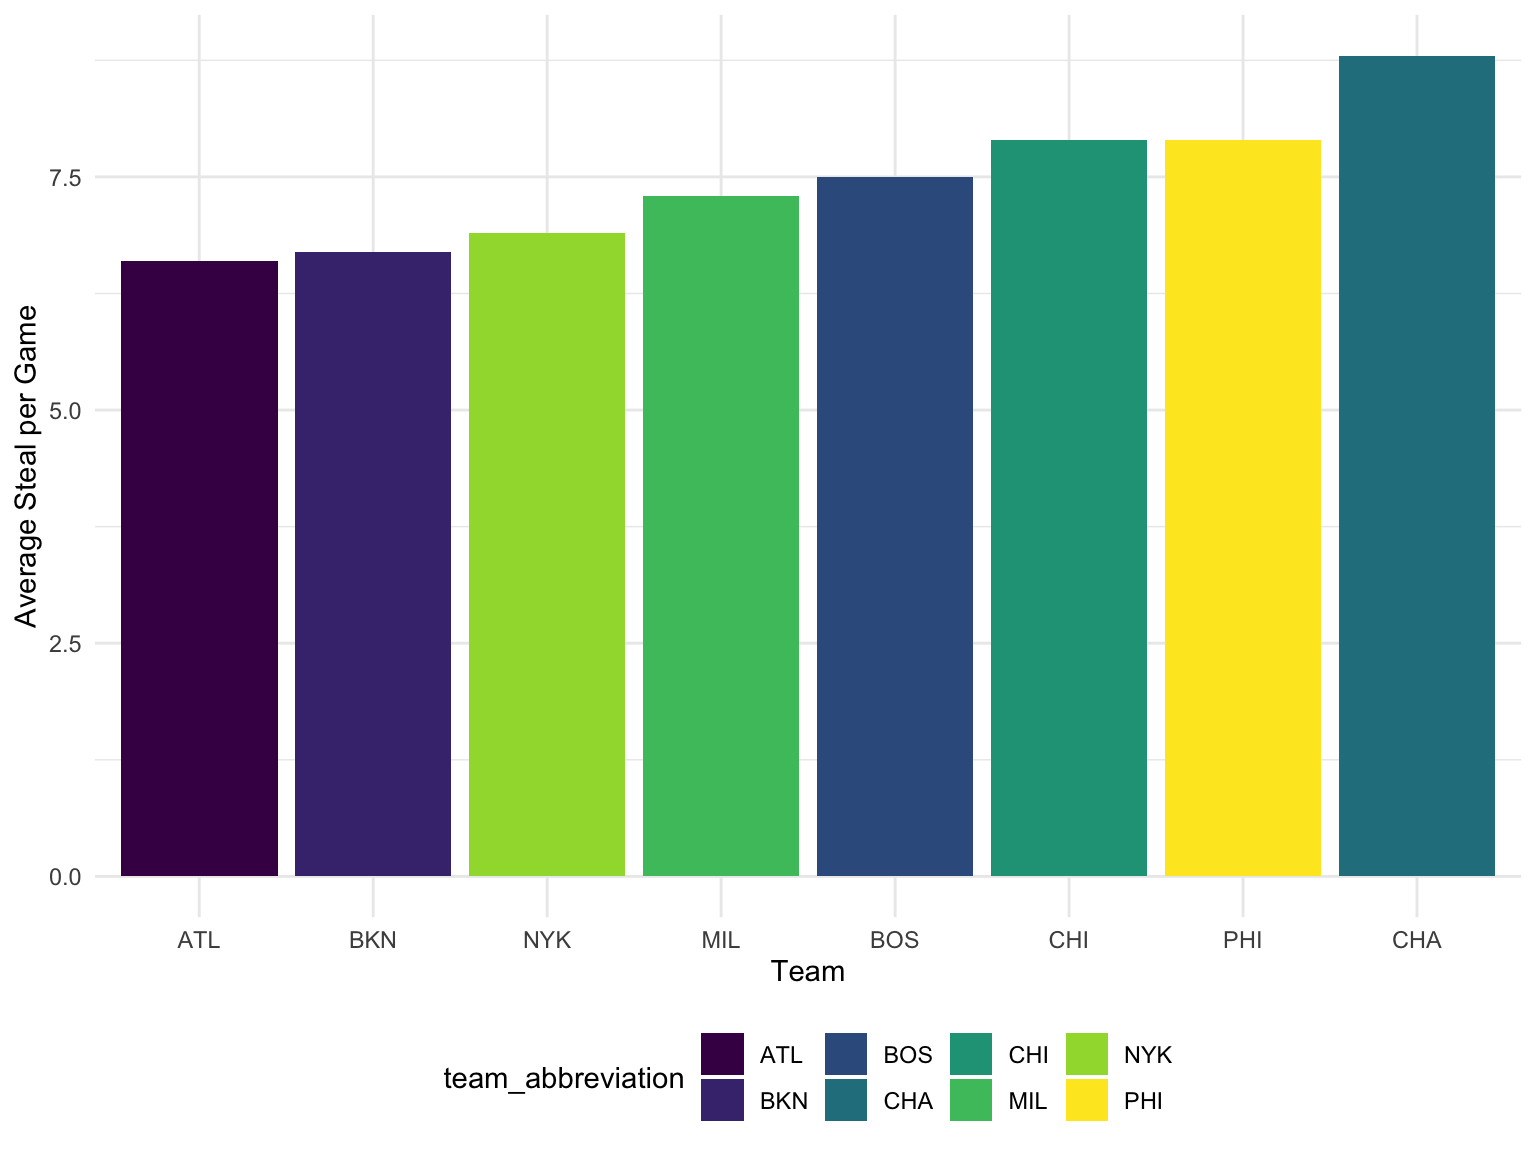 Average Steal per Game
7.5
5.0
2.5
0.0
ATL BKN NYK MIL BOS CHI PHI CHA
Team
team_abbreviation
ATL BOS CHI NYK
BKN CHA MIL PHI